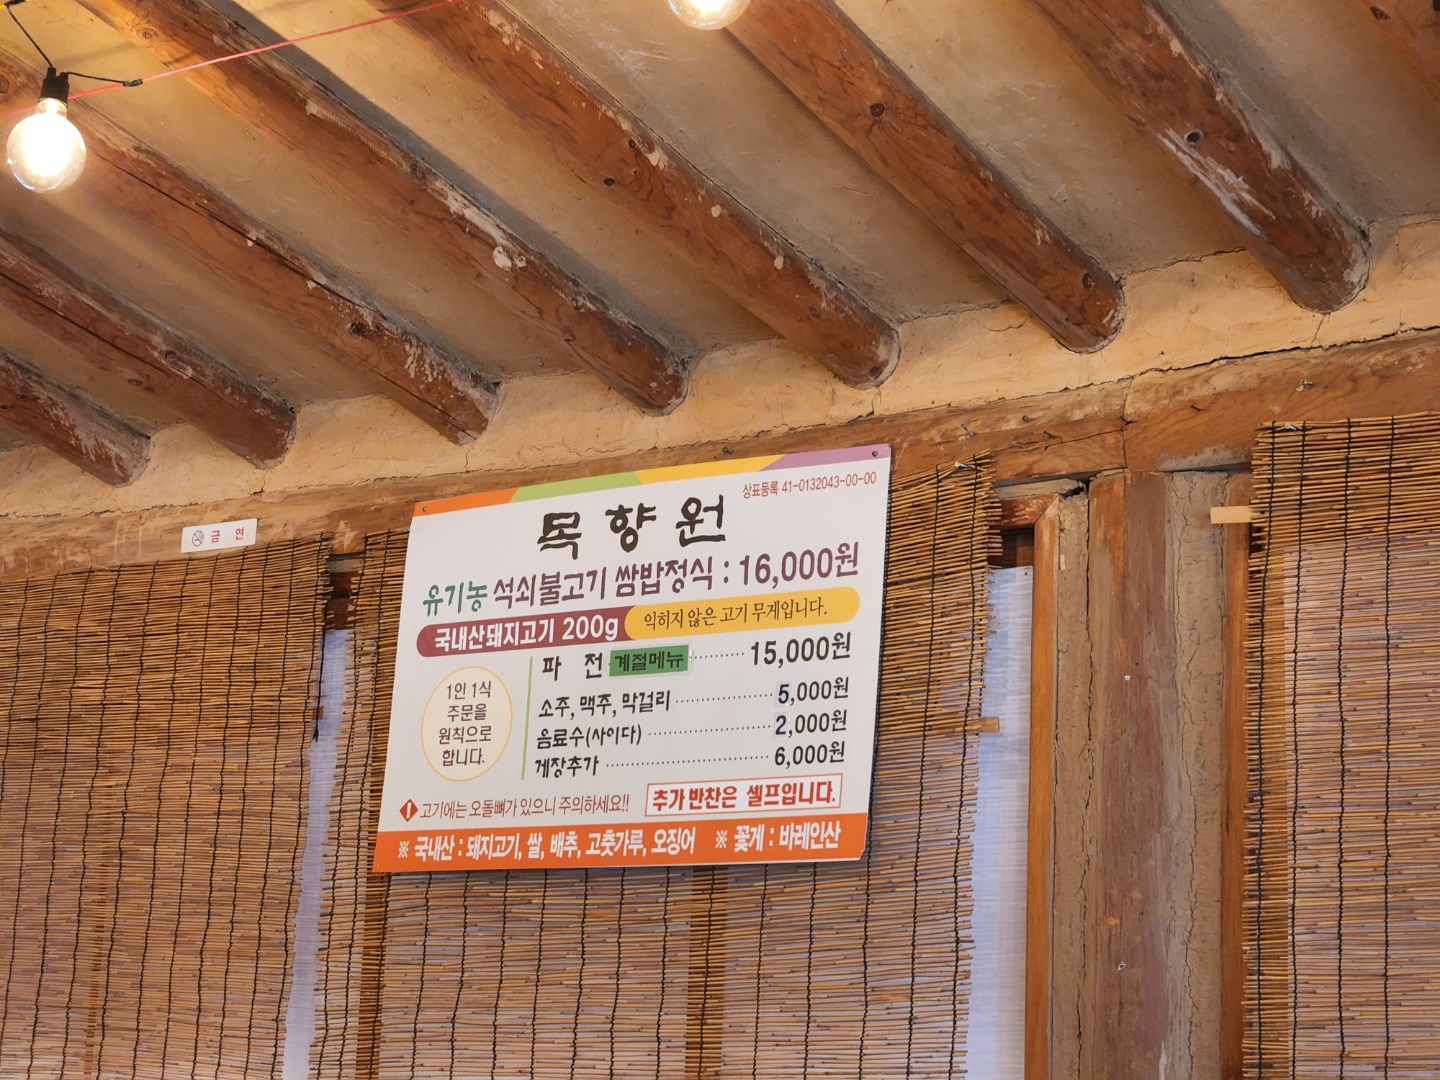 금 연
상표등록 41-0132043-00-00
목향원
유기농 석쇠불고기 쌈밥정식 : 16,000원
국내산돼지고기 200g 익히지 않은 고기 무게입니다.
파 전 계절메뉴 ·········· 15,000원
소주, 맥주, 막걸리 ·············· 5,000원
음료수(사이다) ·················· 2,000원
게장추가 ························ 6,000원
1인 1식
주문을
원칙으로
합니다.
! 고기에는 오돌뼈가 있으니 주의하세요!!
추가 반찬은 셀프입니다.
※ 국내산 : 돼지고기, 쌀, 배추, 고춧가루, 오징어 ※ 꽃게 : 바레인산